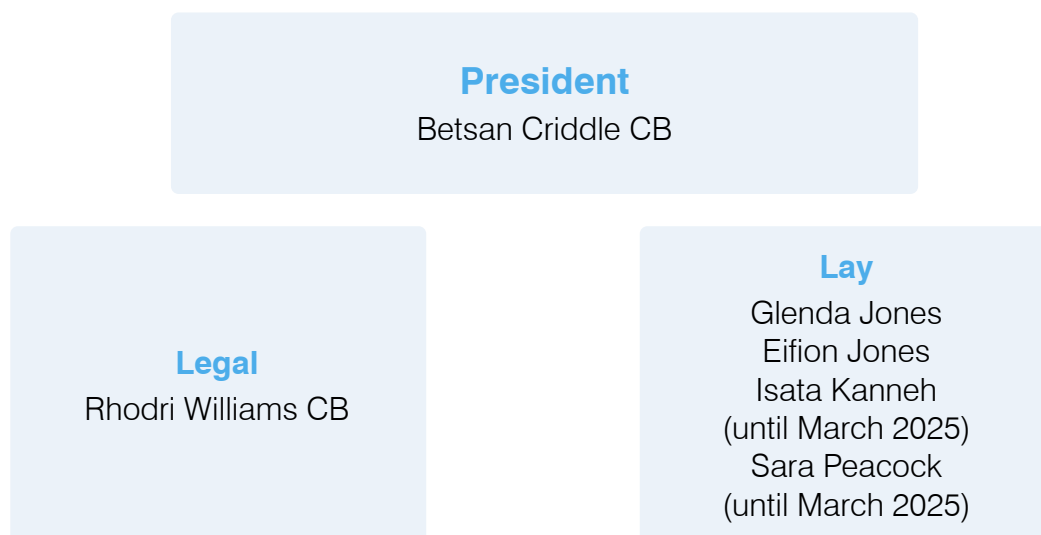 President
Betsan Criddle CB
Legal
Rhodri Williams CB
Lay
Glenda Jones
Eifion Jones
Isata Kanneh
(until March 2025)
Sara Peacock
(until March 2025)